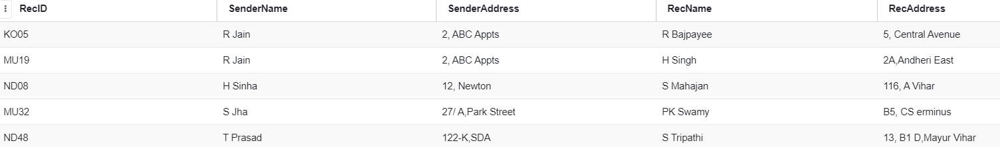 RecID SenderName SenderAddress RecName RecAddress
KO05 R Jain 2, ABC Appts R Bajpayee 5, Central Avenue
MU19 R Jain 2, ABC Appts H Singh 2A,Andheri East
ND08 H Sinha 12, Newton S Mahajan 116, A Vihar
MU32 S Jha 27/ A,Park Street PK Swamy B5, CS erminus
ND48 T Prasad 122-K,SDA S Tripathi 13, B1 D,Mayur Vihar